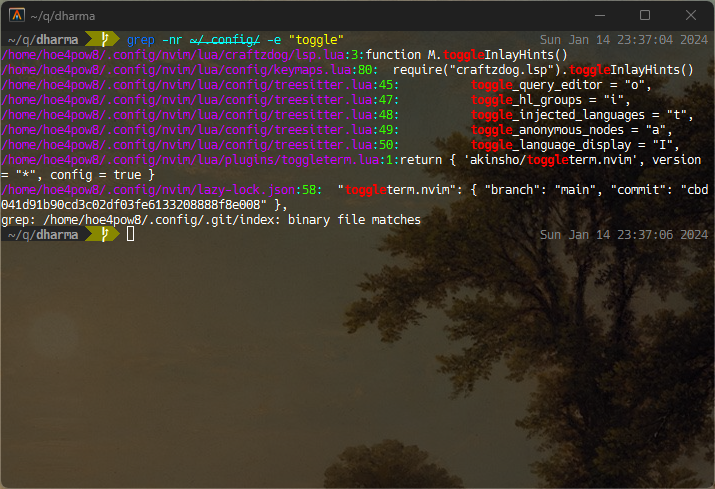 ~/q/dharma
~/q/dharma grep -nr ~/.config/ -e "toggle" Sun Jan 14 23:37:04 2024
/home/hoe4pow8/.config/nvim/lua/craftzdog/lsp.lua:3:function M.toggleInlayHints()
/home/hoe4pow8/.config/nvim/lua/config/keymaps.lua:80:  require("craftzdog.lsp").toggleInlayHints()
/home/hoe4pow8/.config/nvim/lua/config/treesitter.lua:45:          toggle_query_editor = "o",
/home/hoe4pow8/.config/nvim/lua/config/treesitter.lua:47:          toggle_hl_groups = "i",
/home/hoe4pow8/.config/nvim/lua/config/treesitter.lua:48:          toggle_injected_languages = "t",
/home/hoe4pow8/.config/nvim/lua/config/treesitter.lua:49:          toggle_anonymous_nodes = "a",
/home/hoe4pow8/.config/nvim/lua/config/treesitter.lua:50:          toggle_language_display = "I",
/home/hoe4pow8/.config/nvim/lua/plugins/toggleterm.lua:1:return { 'akinsho/toggleterm.nvim', version
= "*", config = true }
/home/hoe4pow8/.config/nvim/lazy-lock.json:58:  "toggleterm.nvim": { "branch": "main", "commit": "cbd
041d91b90cd3c02df03fe6133208888f8e008" },
grep: /home/hoe4pow8/.config/.git/index: binary file matches
~/q/dharma Sun Jan 14 23:37:06 2024